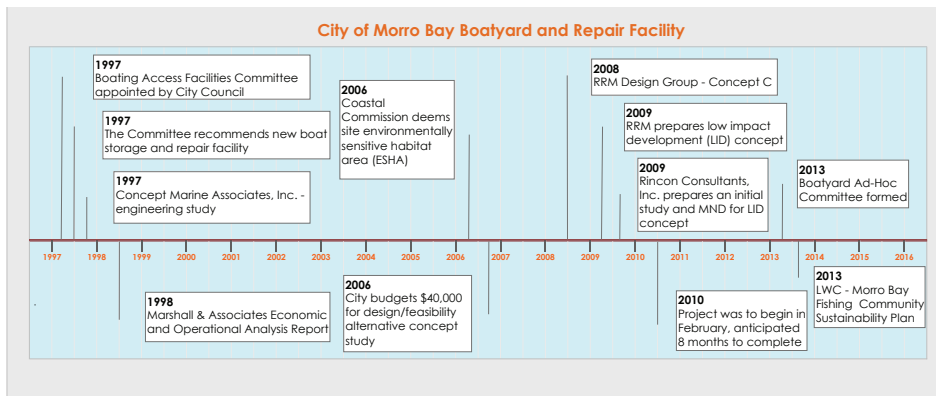 City of Morro Bay Boatyard and Repair Facility
1997
Boating Access Facilities Committee
appointed by City Council
1997
The Committee recommends new boat
storage and repair facility
1997
Concept Marine Associates, Inc. -
engineering study
2006
Coastal
Commission deems
site environmentally
sensitive habitat
area (ESHA)
2008
RRM Design Group - Concept C
2009
RRM prepares low impact
development (LID) concept
2009
Rincon Consultants,
Inc. prepares an initial
study and MND for LID
concept
2013
Boatyard Ad-Hoc
Committee formed
1997 1998 1999 2000 2001 2002 2003 2004 2005 2006 2007 2008 2009 2010 2011 2012 2013 2014 2015 2016
1998
Marshall & Associates Economic
and Operational Analysis Report
2006
City budgets $40,000
for design/feasibility
alternative concept
study
2010
Project was to begin in
February, anticipated
8 months to complete
2013
LWC - Morro Bay
Fishing Community
Sustainability Plan